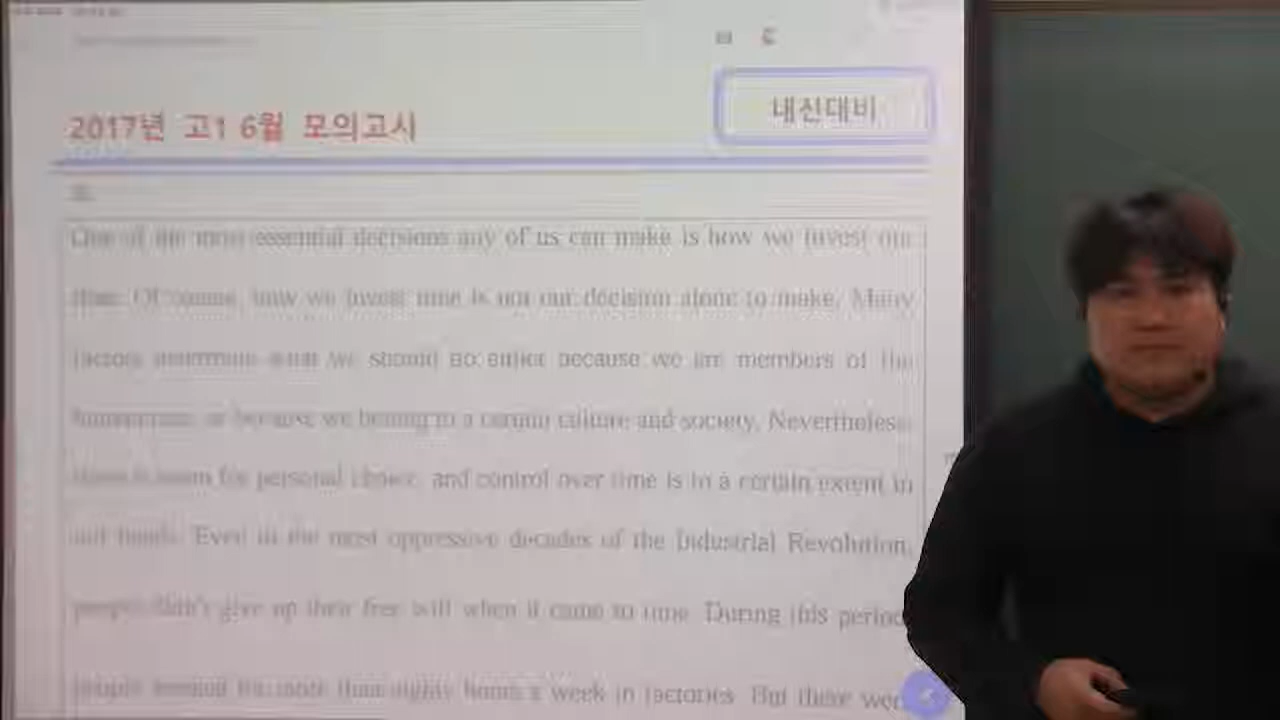 2017년 고1 6월 모의고사
내신대비
One of the most essential decisions any of us can make is how we invest our
time. Of course, how we invest time is not our decision alone to make. Many
factors determine what we should do either because we are members of the
human race, or because we belong to a certain culture and society. Nevertheless,
there is room for personal choice, and control over time is to a certain extent in
our hands. Even in the most oppressive decades of the Industrial Revolution,
people didn't give up their free will when it came to time. During this period
people worked for more than eighty hours a week in factories. But there were